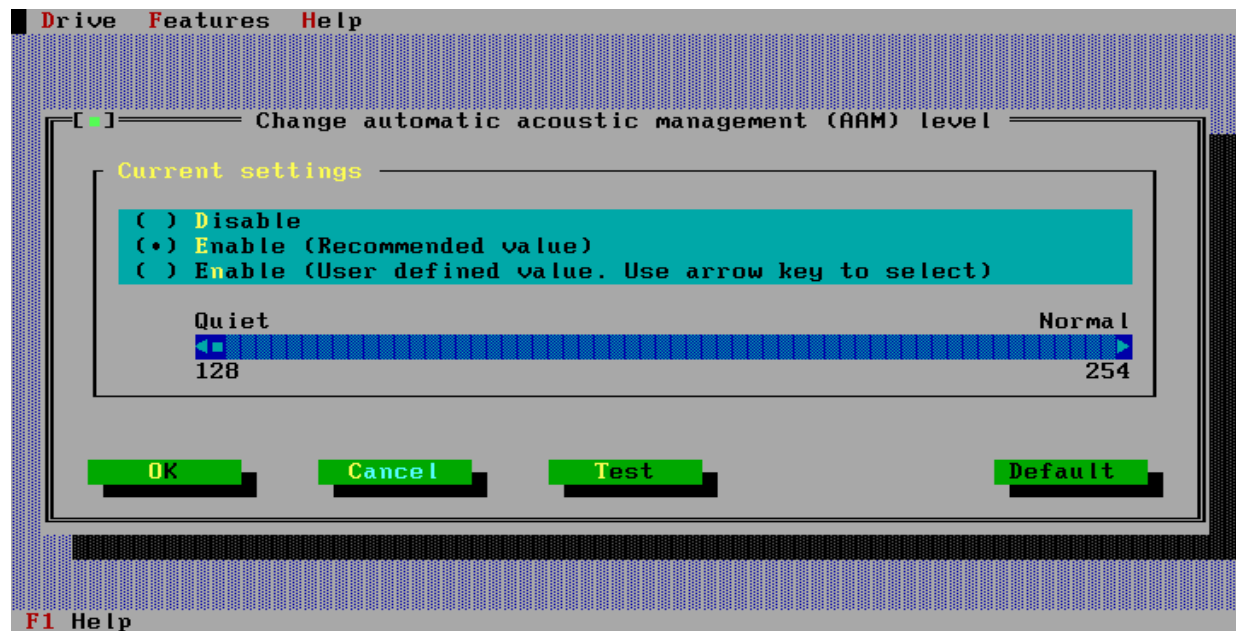 Drive Features Help
[■] Change automatic acoustic management (AAM) level
Current settings
( ) Disable
(•) Enable (Recommended value)
( ) Enable (User defined value. Use arrow key to select)
Quiet Normal
128 254
OK Cancel Test Default
F1 Help